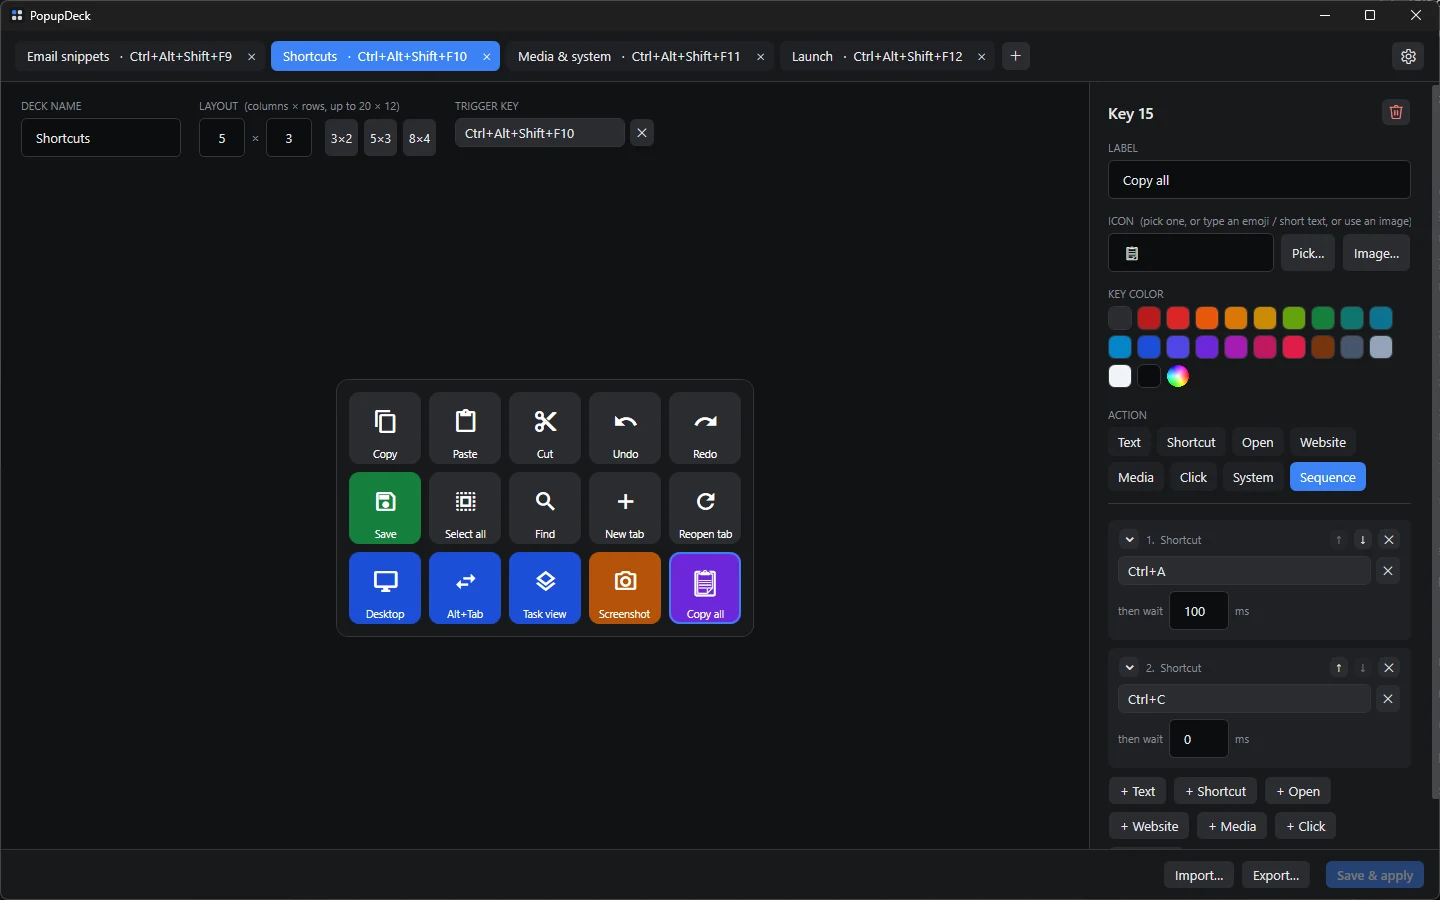 PopupDeck
Email snippets · Ctrl+Alt+Shift+F9 ×
Shortcuts · Ctrl+Alt+Shift+F10 ×
Media & system · Ctrl+Alt+Shift+F11 ×
Launch · Ctrl+Alt+Shift+F12 ×
+
DECK NAME
Shortcuts
LAYOUT (columns × rows, up to 20 × 12)
5 × 3 3×2 5×3 8×4
TRIGGER KEY
Ctrl+Alt+Shift+F10
Copy Paste Cut Undo Redo
Save Select all Find New tab Reopen tab
Desktop Alt+Tab Task view Screenshot Copy all
Key 15
LABEL
Copy all
ICON (pick one, or type an emoji / short text, or use an image)
Pick... Image...
KEY COLOR
ACTION
Text Shortcut Open Website
Media Click System Sequence
1. Shortcut ↑ ↓
Ctrl+A
then wait 100 ms
2. Shortcut ↑ ↓
Ctrl+C
then wait 0 ms
+ Text + Shortcut + Open
+ Website + Media + Click
Import... Export... Save & apply